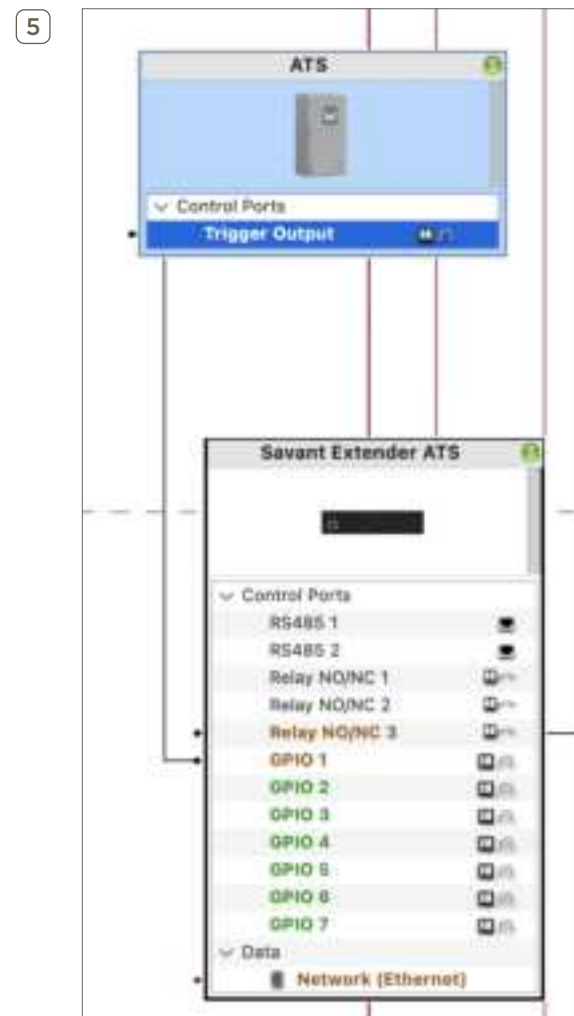 5
ATS
Control Ports
Trigger Output
Savant Extender ATS
Control Ports
RS485 1
RS485 2
Relay NO/NC 1
Relay NO/NC 2
Relay NO/NC 3
GPIO 1
GPIO 2
GPIO 3
GPIO 4
GPIO 5
GPIO 6
GPIO 7
Data
Network (Ethernet)